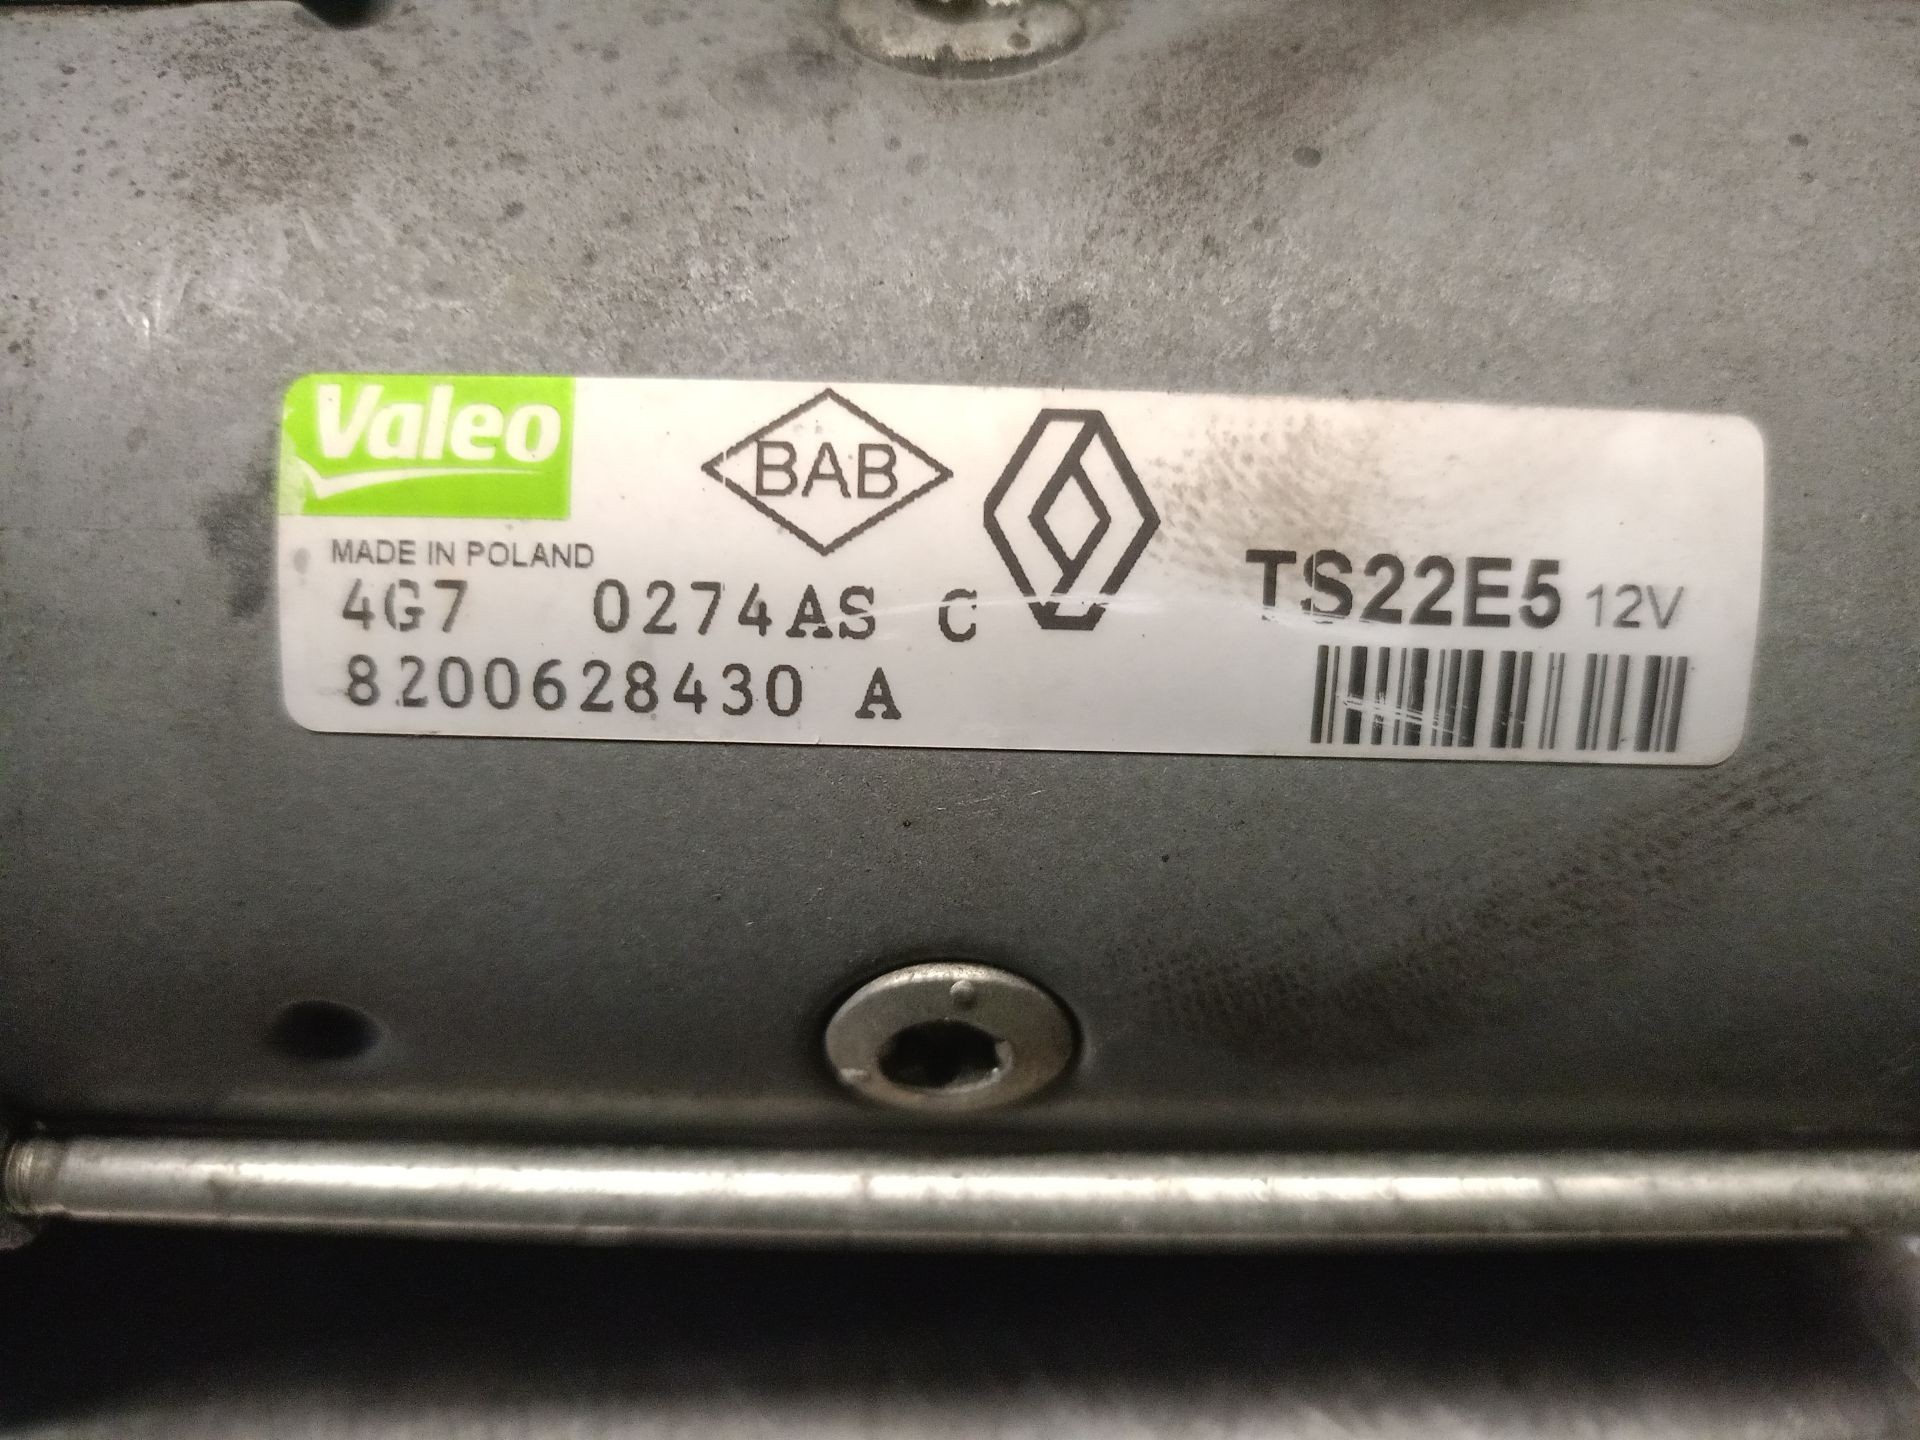 Valeo
BAB
MADE IN POLAND
4G7 0274AS C
TS22E5 12V
8200628430 A